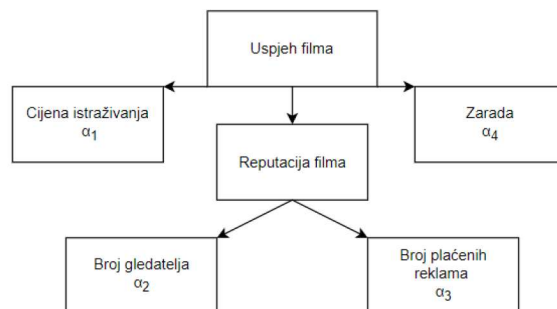 Uspjeh filma
Cijena istraživanja
α1
Zarada
α4
Reputacija filma
Broj gledatelja
α2
Broj plaćenih
reklama
α3